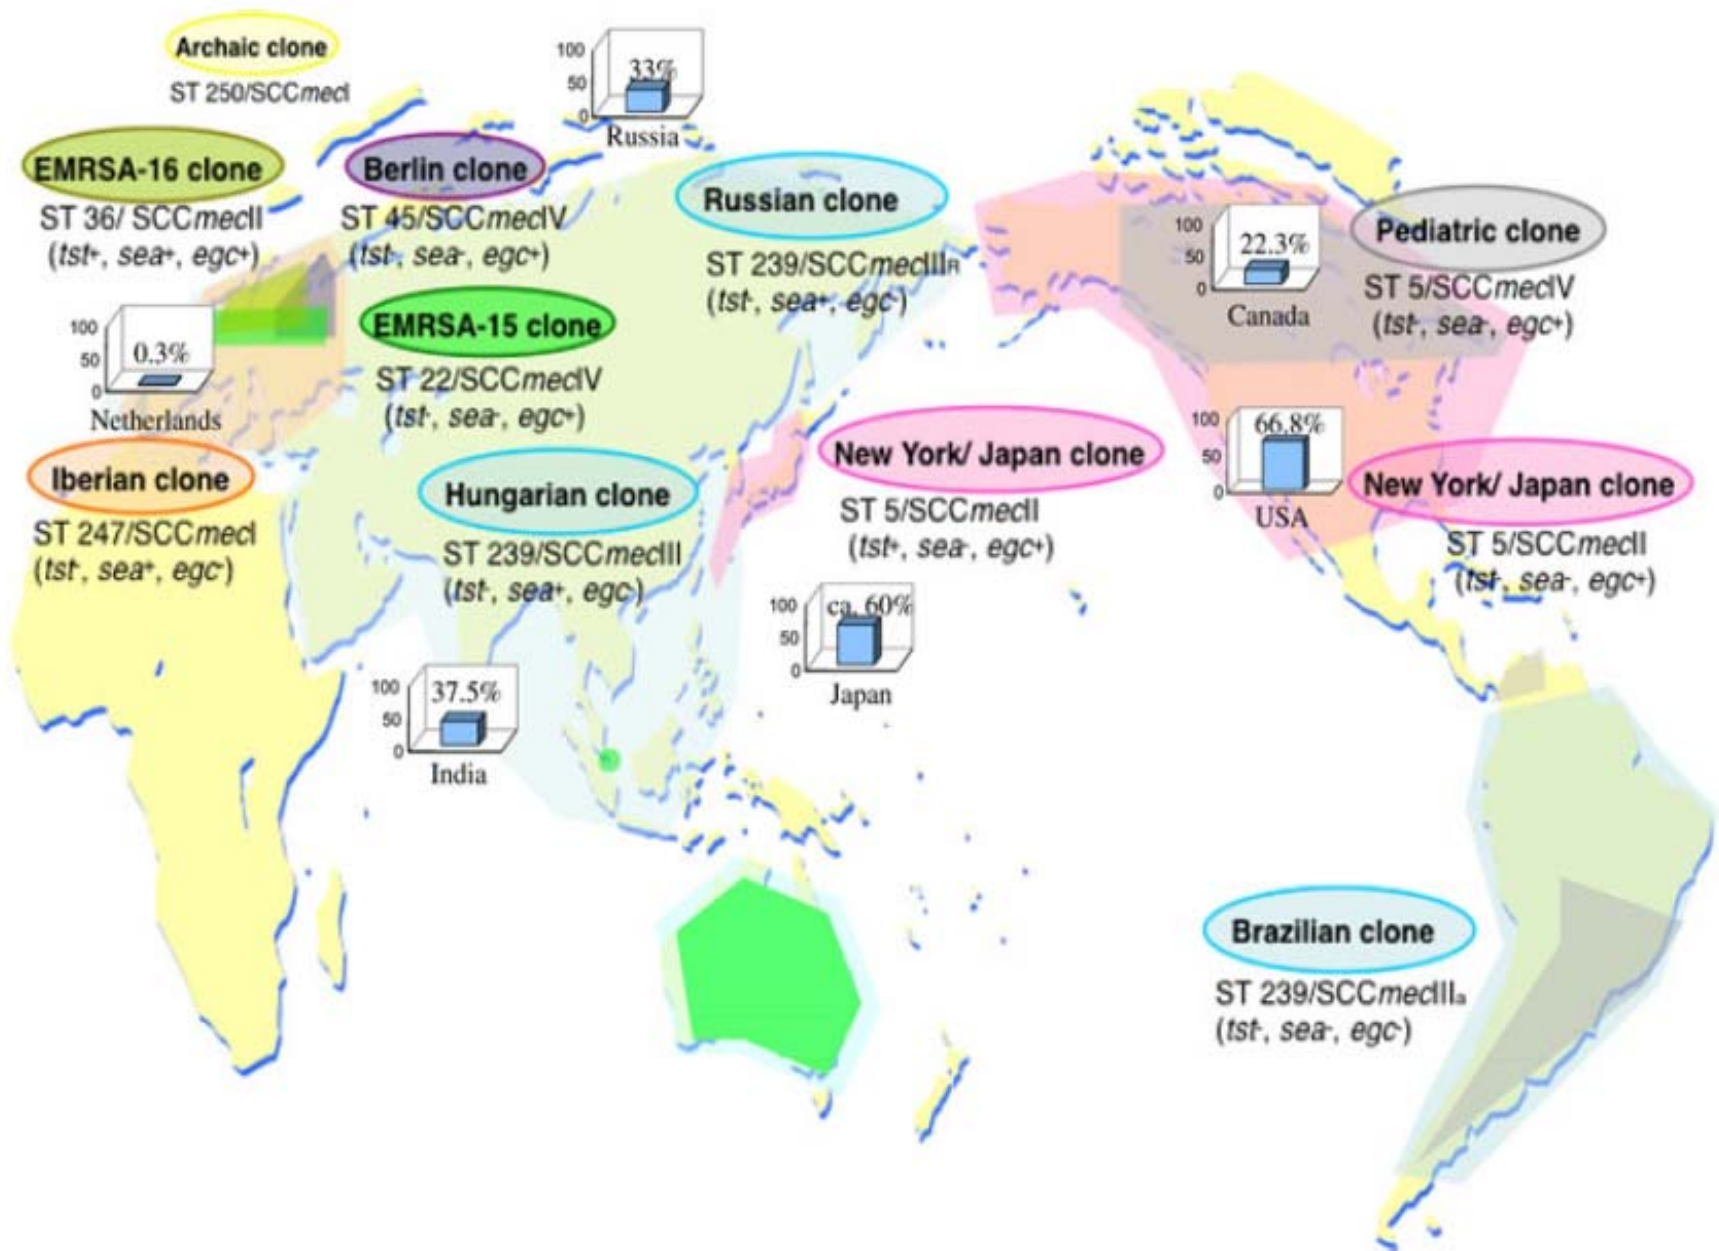 Archaic clone
ST 250/SCCmecI
100
50
0
33%
Russia
EMRSA-16 clone
ST 36/ SCCmecII
(tst+, sea+, egc+)
Berlin clone
ST 45/SCCmecIV
(tst-, sea-, egc+)
Russian clone
ST 239/SCCmecIIIR
(tst-, sea+, egc-)
100
50
0
22.3%
Canada
Pediatric clone
ST 5/SCCmecIV
(tst-, sea-, egc+)
100
50
0
0.3%
Netherlands
EMRSA-15 clone
ST 22/SCCmecIV
(tst-, sea-, egc+)
Iberian clone
ST 247/SCCmecI
(tst-, sea+, egc-)
Hungarian clone
ST 239/SCCmecIII
(tst-, sea+, egc-)
New York/ Japan clone
ST 5/SCCmecII
(tst+, sea-, egc+)
100
50
0
66.8%
USA
New York/ Japan clone
ST 5/SCCmecII
(tst-, sea-, egc+)
100
50
0
ca. 60%
Japan
100
50
0
37.5%
India
Brazilian clone
ST 239/SCCmecIIIa
(tst-, sea-, egc-)